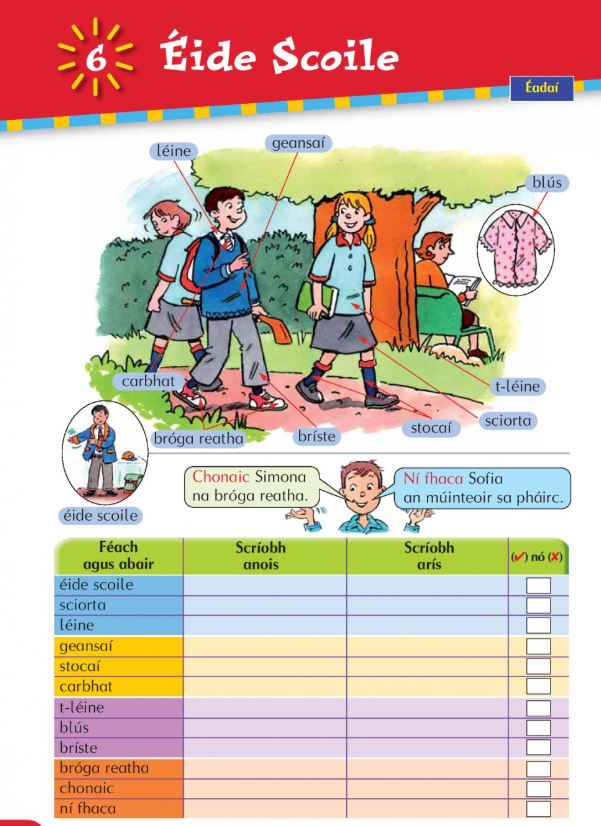 6
Éide Scoile
Éadaí
léine
geansaí
blús
carbhat
t-léine
sciorta
stocaí
bróga reatha
bríste
éide scoile
Chonaic Simona
na bróga reatha.
Ní fhaca Sofia
an múinteoir sa pháirc.
Féach
agus abair
Scríobh
anois
Scríobh
arís
(✔) nó (✘)
éide scoile
sciorta
léine
geansaí
stocaí
carbhat
t-léine
blús
bríste
bróga reatha
chonaic
ní fhaca